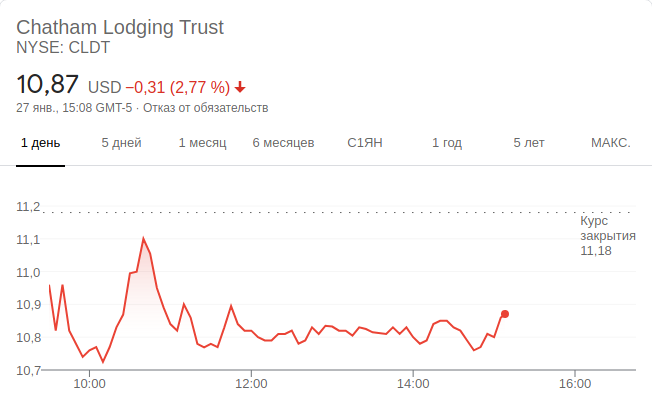 Chatham Lodging Trust
NYSE: CLDT
10,87 USD −0,31 (2,77 %)
27 янв., 15:08 GMT-5 · Отказ от обязательств
1 день 5 дней 1 месяц 6 месяцев С1ЯН 1 год 5 лет МАКС.
11,2
Курс
закрытия
11,18
11,1
11,0
10,9
10,8
10,7
10:00 12:00 14:00 16:00